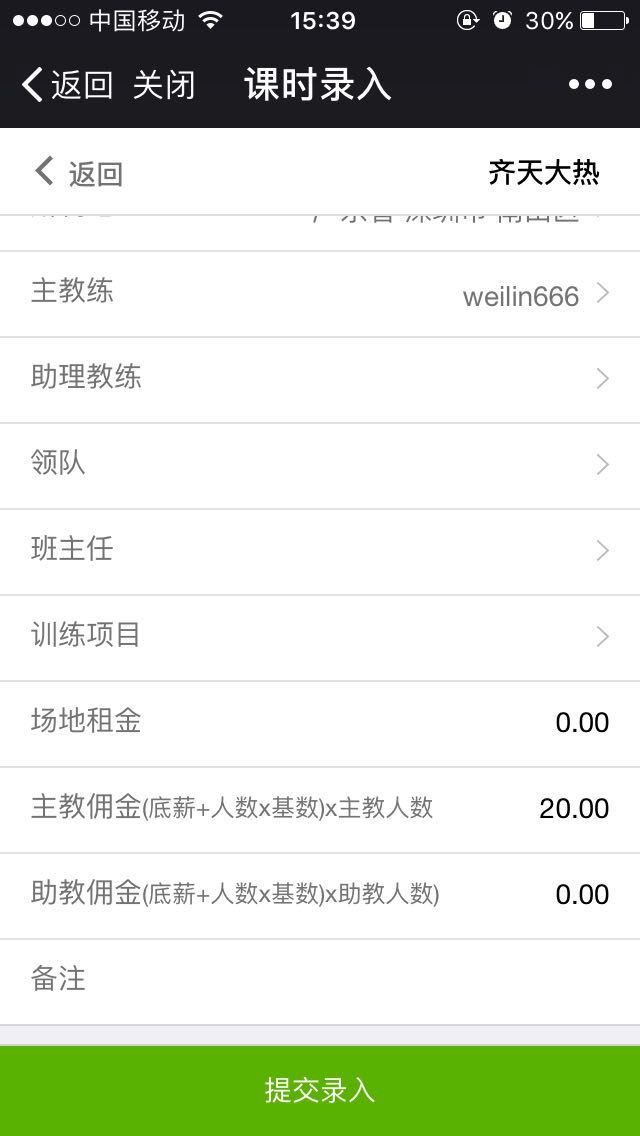 中国移动 15:39 30%
返回 关闭 课时录入
返回 齐天大热
主教练 weilin666
助理教练
领队
班主任
训练项目
场地租金 0.00
主教佣金(底薪+人数x基数)x主教人数 20.00
助教佣金(底薪+人数x基数)x助教人数) 0.00
备注
提交录入